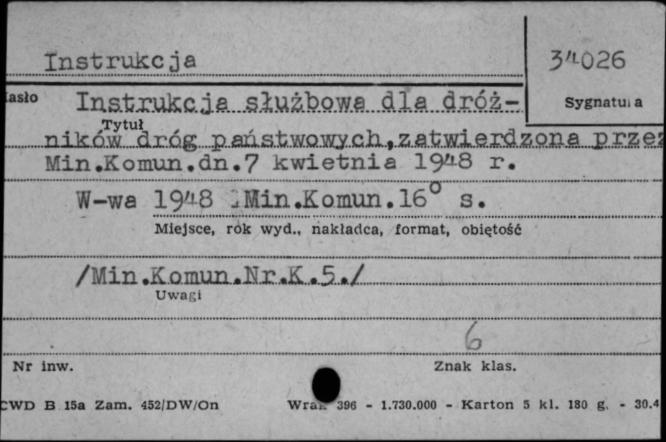 Instrukcja
34026
Sygnatura
Instrukcja służbowa dla dróż-
Tytuł
ników dróg państwowych,zatwierdzona przez
Min.Komun.dn.7 kwietnia 1948 r.
W-wa 1948 Min.Komun.16° s.
Miejsce, rok wyd., nakładca, format, objętość
/Min.Komun.Nr.K.5./
Uwagi
6
Nr inw.
Znak klas.
CWD B 15a Zam. 452/DW/On
396 - 1.730.000 - Karton 5 kl. 180 g. - 30.4